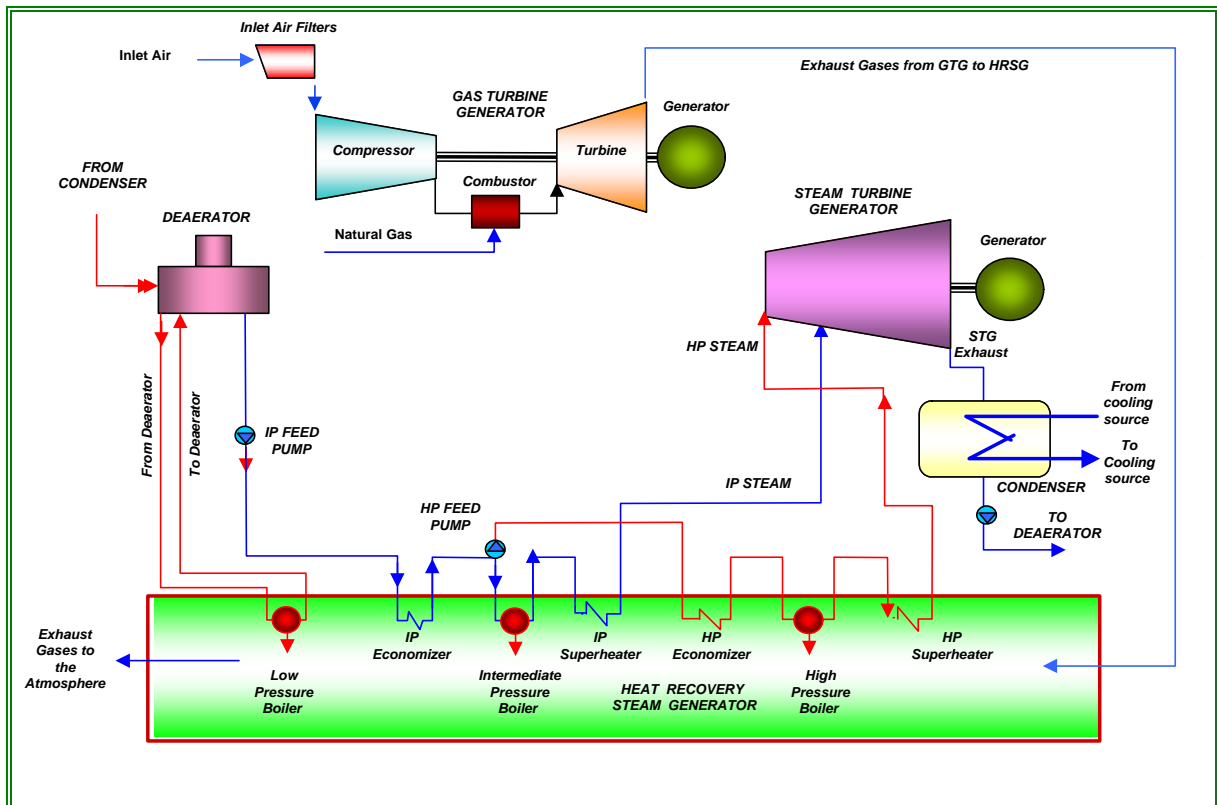 Inlet Air Filters
Inlet Air
Exhaust Gases from GTG to HRSG
GAS TURBINE
GENERATOR
Generator
Compressor
Turbine
FROM
CONDENSER
Combustor
STEAM TURBINE
GENERATOR
DEAERATOR
Natural Gas
Generator
STG
Exhaust
HP STEAM
From Deaerator
To Deaerator
From
cooling
source
IP FEED
PUMP
To
Cooling
source
IP STEAM
CONDENSER
HP FEED
PUMP
TO
DEAERATOR
Exhaust
Gases to
the
Atmosphere
IP
Economizer
IP
Superheater
HP
Economizer
HP
Superheater
Low
Pressure
Boiler
Intermediate
Pressure
Boiler
HEAT RECOVERY
STEAM GENERATOR
High
Pressure
Boiler